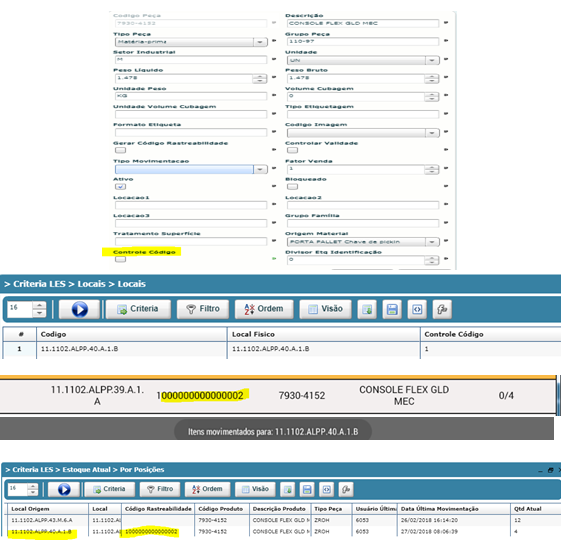 Codigo Peça Descrição
7930-4152 CONSOLE FLEX GLD MEC
Tipo Peça Grupo Peça
Matéria-prima 110-97
Setor Industrial Unidade
M UN
Peso Líquido Peso Bruto
1.478 1.478
Unidade Peso Volume Cubagem
KG 0
Unidade Volume Cubagem Tipo Etiquetagem
Formato Etiqueta Codigo Imagem
Gerar Código Rastreabilidade Controlar Validade
Tipo Movimentacao Fator Venda
1
Ativo Bloqueado
Locacao1 Locacao2
Locacao3 Grupo Família
Tratamento Superfície Origem Material
PORTA PALLET Chave de pickin
Controle Código Divisor Etq Identificação
0
> Criteria LES > Locais > Locais
16 Criteria Filtro Ordem Visão
# Codigo Local Fisico Controle Código
1 11.1102.ALPP.40.A.1.B 11.1102.ALPP.40.A.1.B 1
11.1102.ALPP.39.A.1. 1000000000000002 7930-4152 CONSOLE FLEX GLD 0/4
A MEC
Itens movimentados para: 11.1102.ALPP.40.A.1.B
> Criteria LES > Estoque Atual > Por Posições
16 Criteria Filtro Ordem Visão
Local Origem Local Código Rastreabilidade Código Produto Descrição Produto Tipo Peça Usuário Últim Data Última Movimentação Qtd Atual
11.1102.ALPP.43.M.6.A 11.1102.AL 7930-4152 CONSOLE FLEX GLD M ZROH 6053 26/02/2018 16:14:20 12
11.1102.ALPP.40.A.1.B 11.1102.AL 1000000000000002 7930-4152 CONSOLE FLEX GLD M ZROH 6053 27/02/2018 08:06:39 4